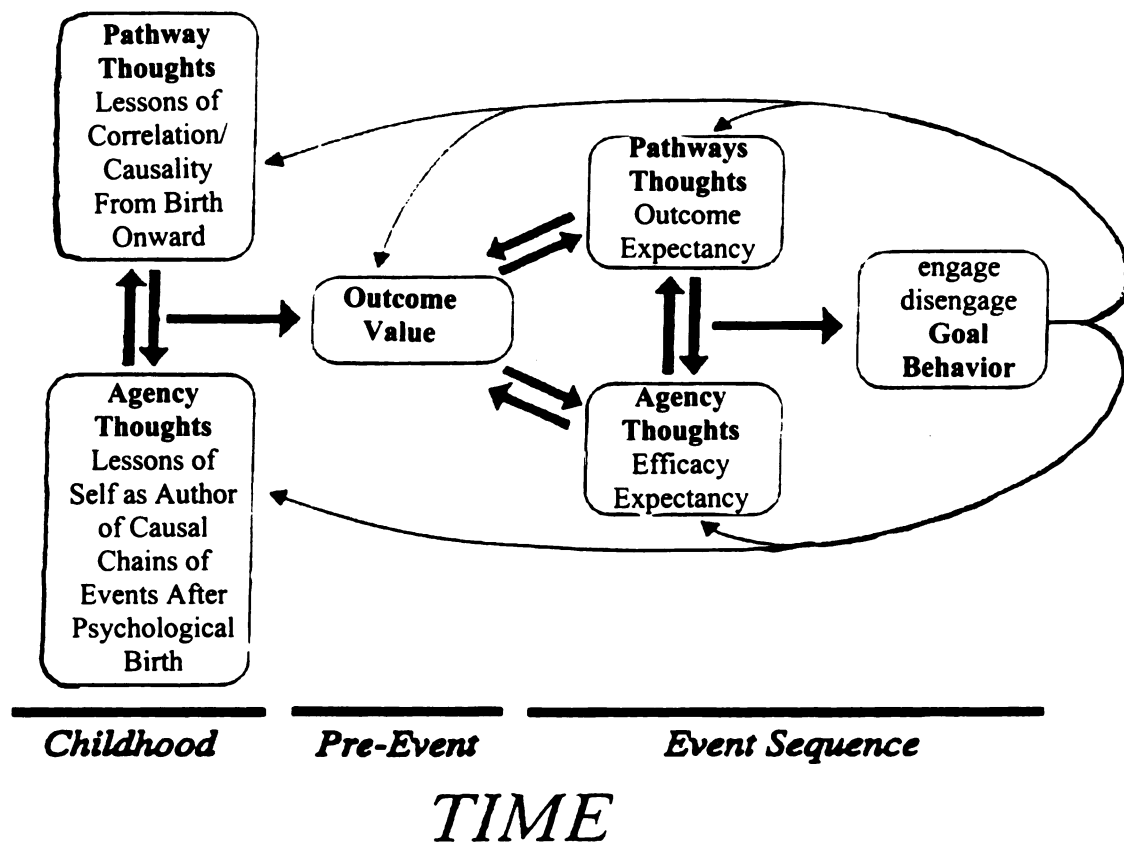 Pathway
Thoughts
Lessons of
Correlation/
Causality
From Birth
Onward
Agency
Thoughts
Lessons of
Self as Author
of Causal
Chains of
Events After
Psychological
Birth
Outcome
Value
Pathways
Thoughts
Outcome
Expectancy
Agency
Thoughts
Efficacy
Expectancy
engage
disengage
Goal
Behavior
Childhood
Pre-Event
Event Sequence
TIME